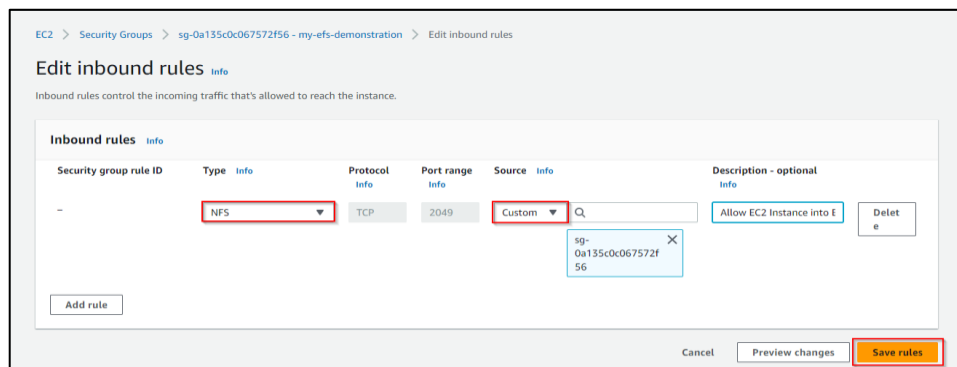 EC2 > Security Groups > sg-0a135c0c067572f56 - my-efs-demonstration > Edit inbound rules
Edit inbound rules Info
Inbound rules control the incoming traffic that's allowed to reach the instance.
Inbound rules Info
Security group rule ID Type Info Protocol Info Port range Info Source Info Description - optional Info
– NFS TCP 2049 Custom Allow EC2 Instance into E Delet
e
sg-
0a135c0c067572f
56
Add rule
Cancel Preview changes Save rules